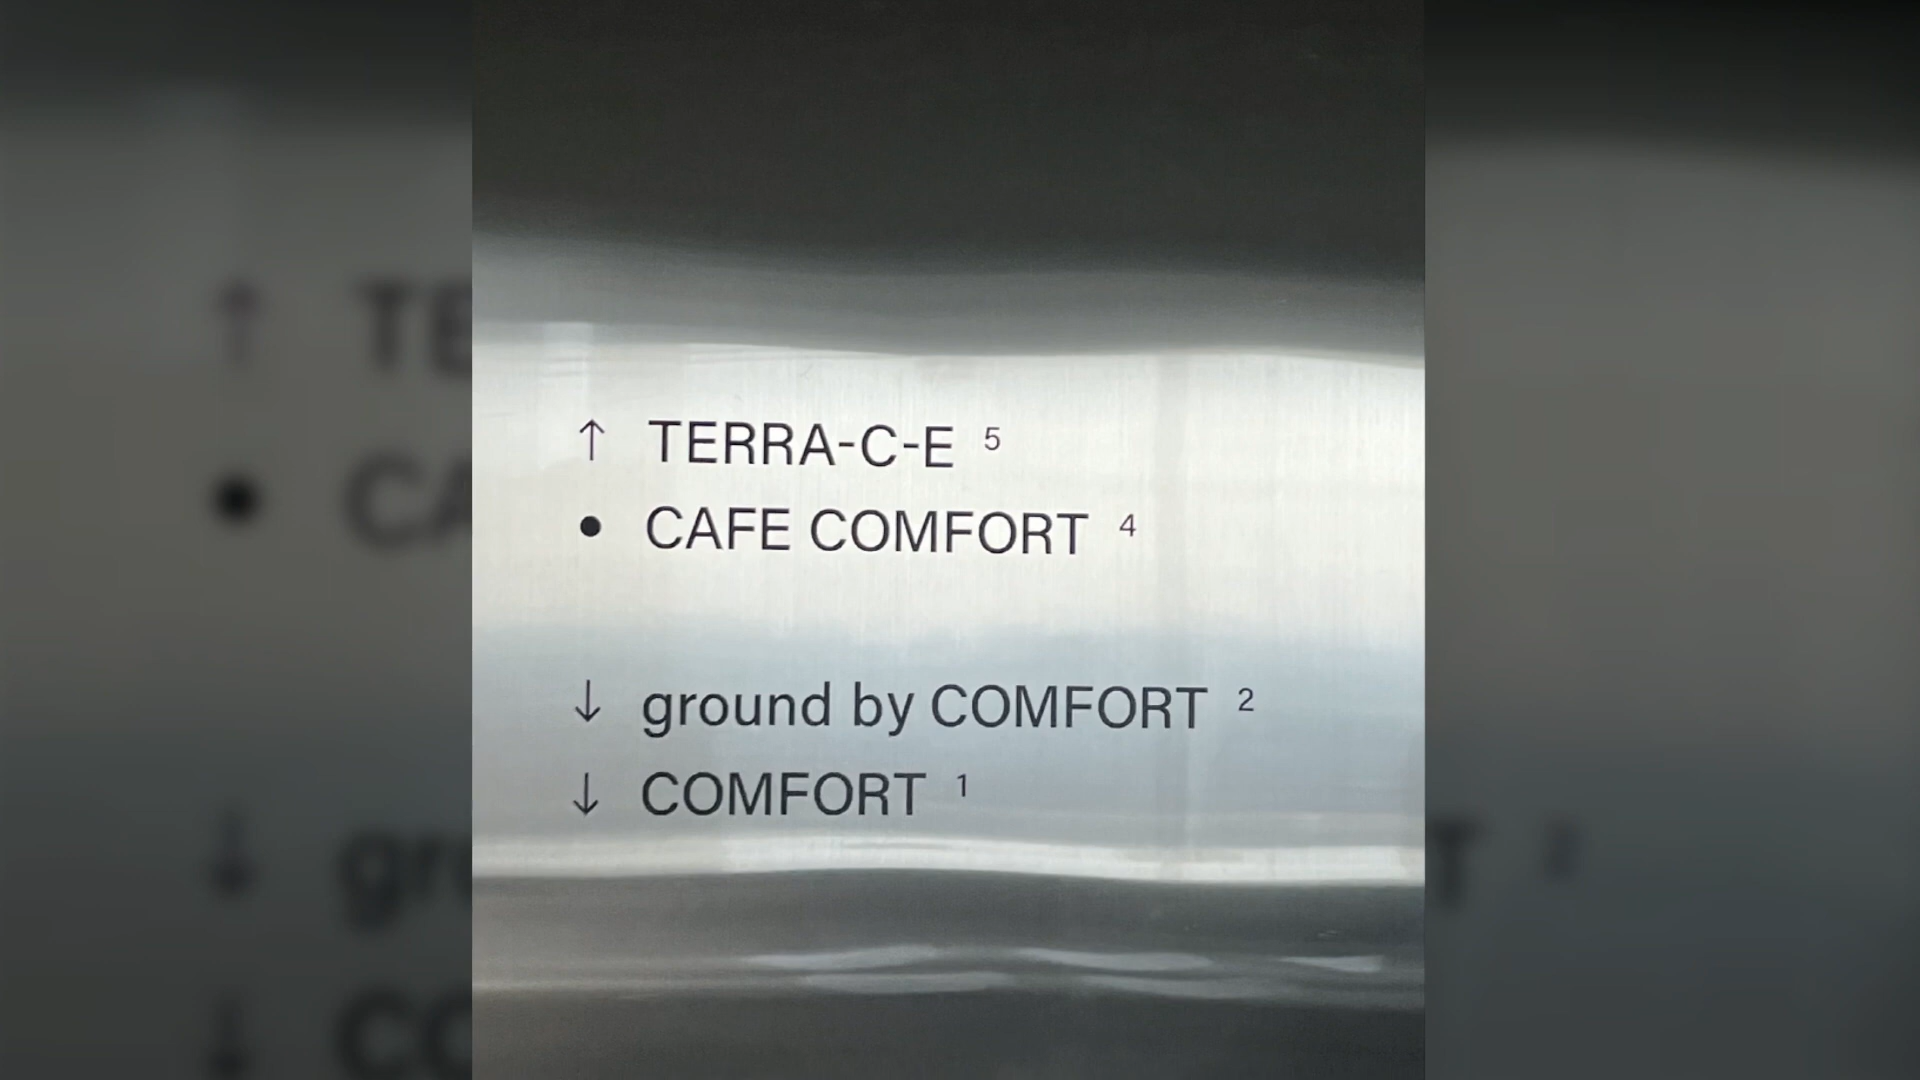 ↑ TERRA-C-E 5
• CAFE COMFORT 4
↓ ground by COMFORT 2
↓ COMFORT 1